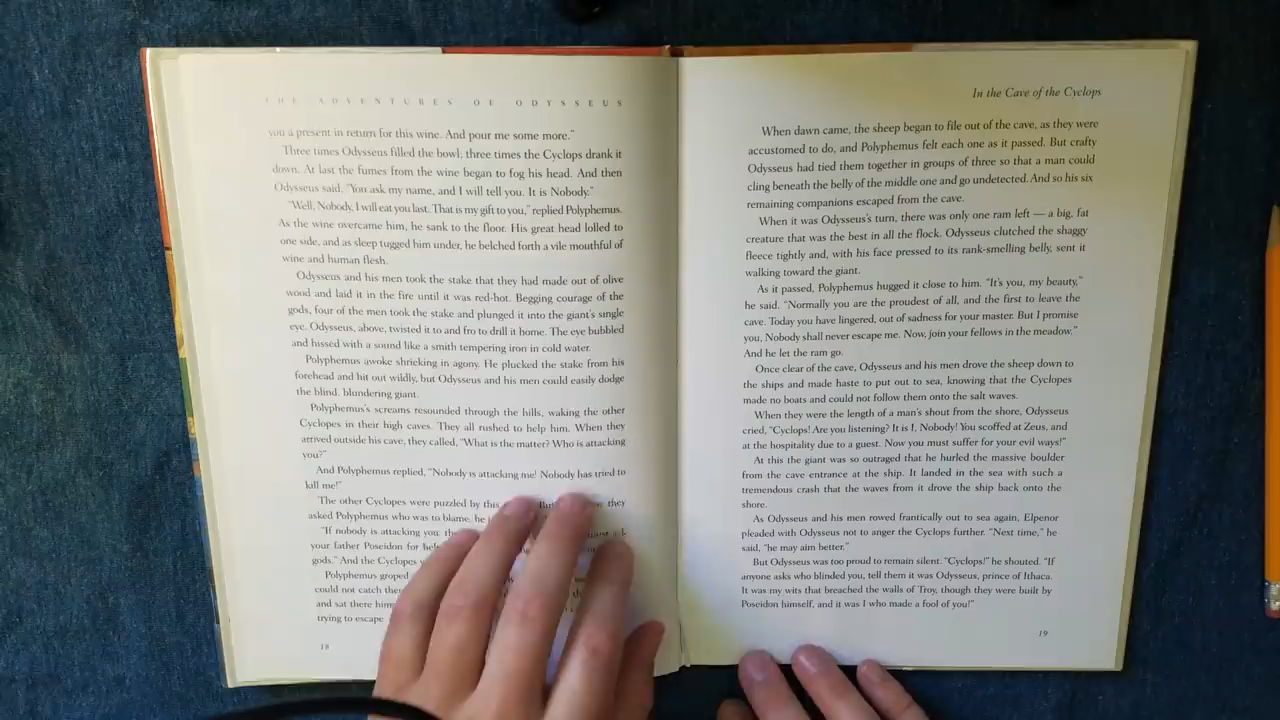 THE ADVENTURES OF ODYSSEUS
you a present in return for this wine. And pour me some more."
Three times Odysseus filled the bowl; three times the Cyclops drank it
down. At last the fumes from the wine began to fog his head. And then
Odysseus said, "You ask my name, and I will tell you. It is Nobody."
"Well, Nobody, I will eat you last. That is my gift to you," replied Polyphemus.
As the wine overcame him, he sank to the floor. His great head lolled to
one side, and as sleep tugged him under, he belched forth a vile mouthful of
wine and human flesh.
Odysseus and his men took the stake that they had made out of olive
wood and laid it in the fire until it was red-hot. Begging courage of the
gods, four of the men took the stake and plunged it into the giant's single
eye. Odysseus, above, twisted it to and fro to drill it home. The eye bubbled
and hissed with a sound like a smith tempering iron in cold water.
Polyphemus awoke shrieking in agony. He plucked the stake from his
forehead and hit out wildly, but Odysseus and his men could easily dodge
the blind, blundering giant.
Polyphemus's screams resounded through the hills, waking the other
Cyclopes in their high caves. They all rushed to help him. When they
arrived outside his cave, they called, "What is the matter? Who is attacking
you?"
And Polyphemus replied, "Nobody is attacking me! Nobody has tried to
kill me!"
The other Cyclopes were puzzled by this they
asked Polyphemus who was to blame, he
"If nobody is attacking you,
your father Poseidon for
gods." And the Cyclopes
Polyphemus groped
could not catch
and sat there
trying to escape
18
In the Cave of the Cyclops
When dawn came, the sheep began to file out of the cave, as they were
accustomed to do, and Polyphemus felt each one as it passed. But crafty
Odysseus had tied them together in groups of three so that a man could
cling beneath the belly of the middle one and go undetected. And so his six
remaining companions escaped from the cave.
When it was Odysseus's turn, there was only one ram left — a big, fat
creature that was the best in all the flock. Odysseus clutched the shaggy
fleece tightly and, with his face pressed to its rank-smelling belly, sent it
walking toward the giant.
As it passed, Polyphemus hugged it close to him. "It's you, my beauty,"
he said. "Normally you are the proudest of all, and the first to leave the
cave. Today you have lingered, out of sadness for your master. But I promise
you, Nobody shall never escape me. Now, join your fellows in the meadow."
And he let the ram go.
Once clear of the cave, Odysseus and his men drove the sheep down to
the ships and made haste to put out to sea, knowing that the Cyclopes
made no boats and could not follow them onto the salt waves.
When they were the length of a man's shout from the shore, Odysseus
cried, "Cyclops! Are you listening? It is I, Nobody! You scoffed at Zeus, and
at the hospitality due to a guest. Now you must suffer for your evil ways!"
At this the giant was so outraged that he hurled the massive boulder
from the cave entrance at the ship. It landed in the sea with such a
tremendous crash that the waves from it drove the ship back onto the
shore.
As Odysseus and his men rowed frantically out to sea again, Elpenor
pleaded with Odysseus not to anger the Cyclops further. "Next time," he
said, "he may aim better."
But Odysseus was too proud to remain silent. "Cyclops!" he shouted. "If
anyone asks who blinded you, tell them it was Odysseus, prince of Ithaca.
It was my wits that breached the walls of Troy, though they were built by
Poseidon himself, and it was I who made a fool of you!"
19